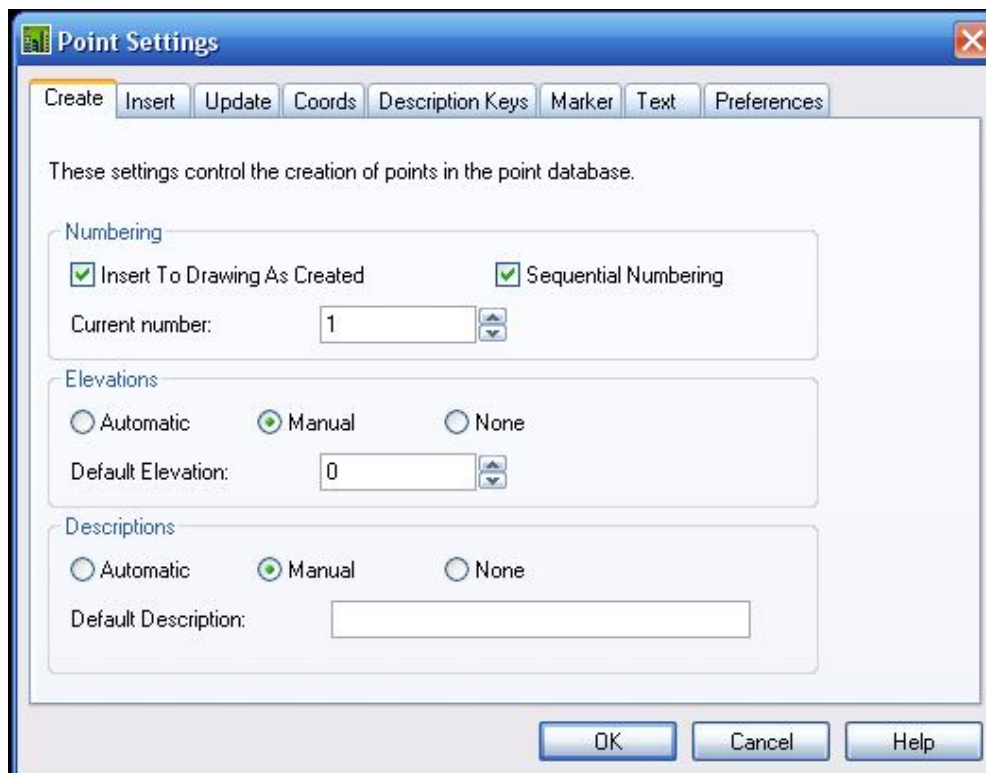 Point Settings
Create Insert Update Coords Description Keys Marker Text Preferences
These settings control the creation of points in the point database.
Numbering
Insert To Drawing As Created Sequential Numbering
Current number: 1
Elevations
Automatic Manual None
Default Elevation: 0
Descriptions
Automatic Manual None
Default Description:
OK Cancel Help